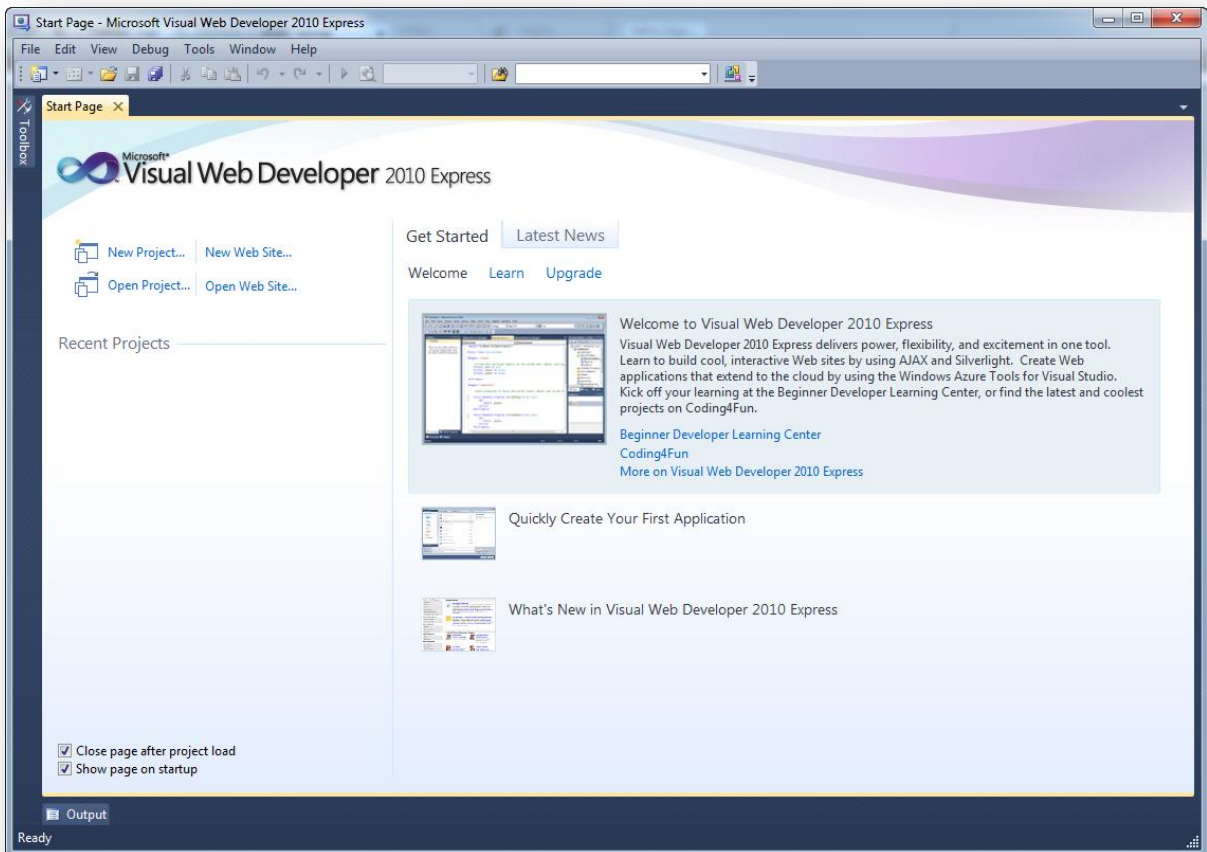 Start Page - Microsoft Visual Web Developer 2010 Express
File Edit View Debug Tools Window Help
Toolbox
Start Page
Microsoft
Visual Web Developer 2010 Express
New Project... New Web Site...
Open Project... Open Web Site...
Recent Projects
Get Started Latest News
Welcome Learn Upgrade
Welcome to Visual Web Developer 2010 Express
Visual Web Developer 2010 Express delivers power, flexibility, and excitement in one tool.
Learn to build cool, interactive Web sites by using AJAX and Silverlight. Create Web
applications that extend to the cloud by using the Windows Azure Tools for Visual Studio.
Kick off your learning at the Beginner Developer Learning Center, or find the latest and coolest
projects on Coding4Fun.
Beginner Developer Learning Center
Coding4Fun
More on Visual Web Developer 2010 Express
Quickly Create Your First Application
What's New in Visual Web Developer 2010 Express
Close page after project load
Show page on startup
Output
Ready